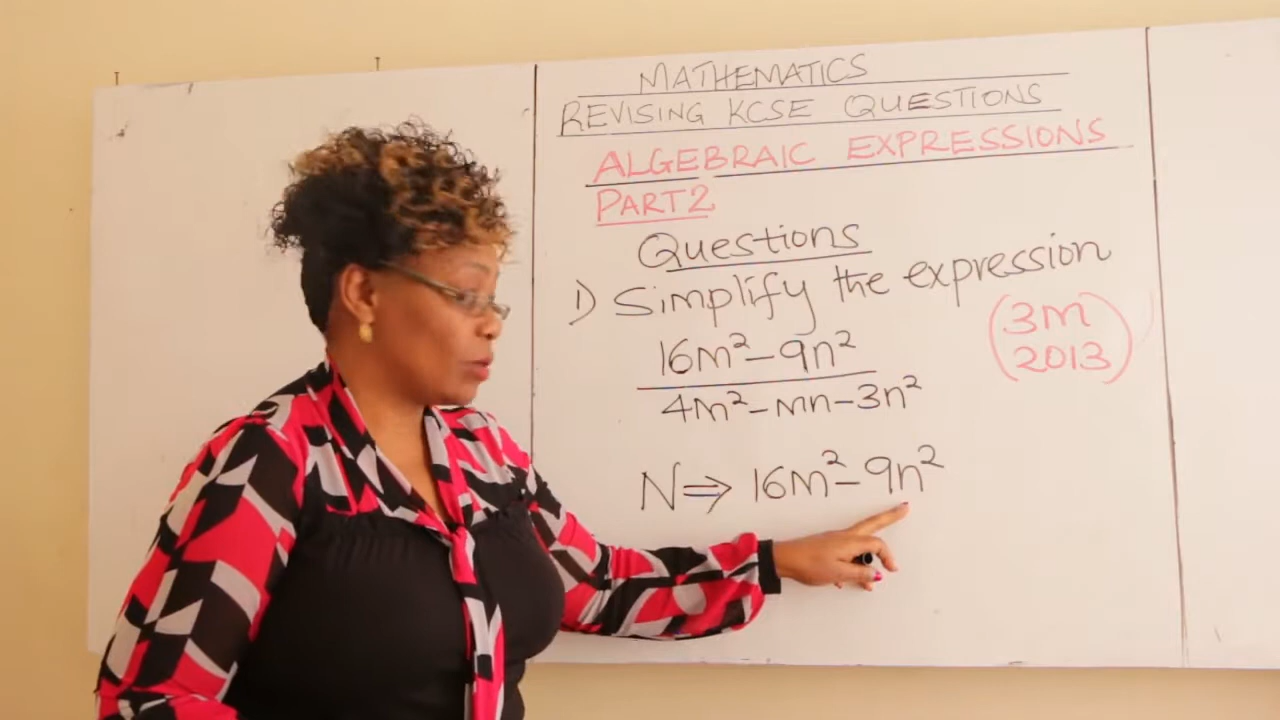 MATHEMATICS
REVISING KCSE QUESTIONS
ALGEBRAIC EXPRESSIONS
PART 2
Questions
1) Simplify the expression
16m² - 9n²
4m² - mn - 3n²
(3m
2013)
N ⇒ 16m² - 9n²